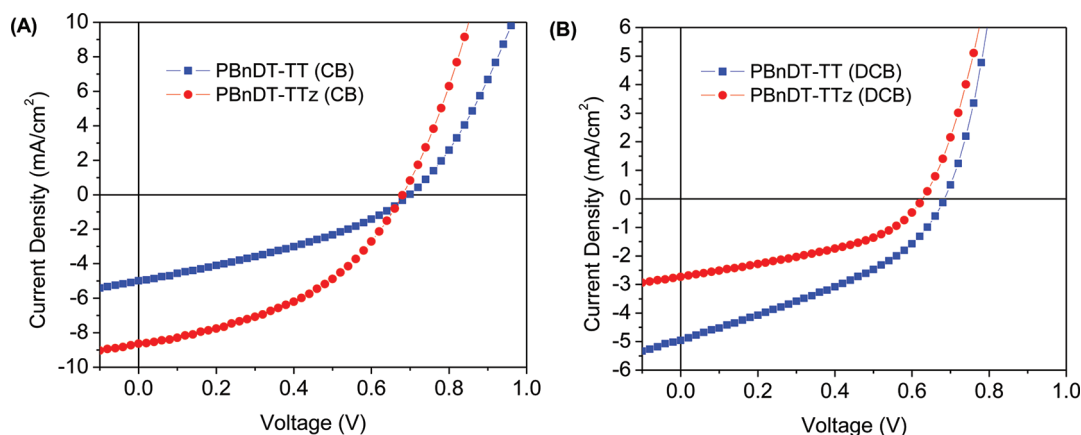 (A)
PBnDT-TT (CB)
PBnDT-TTz (CB)
Current Density (mA/cm²)
10
8
6
4
2
0
-2
-4
-6
-8
-10
0.0 0.2 0.4 0.6 0.8 1.0
Voltage (V)
(B)
PBnDT-TT (DCB)
PBnDT-TTz (DCB)
Current Density (mA/cm²)
6
5
4
3
2
1
0
-1
-2
-3
-4
-5
-6
0.0 0.2 0.4 0.6 0.8 1.0
Voltage (V)